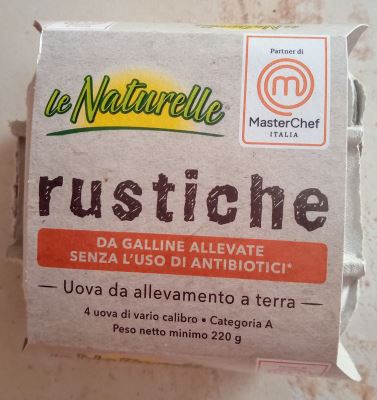 le Naturelle®
Partner di
MasterChef
ITALIA
rustiche
DA GALLINE ALLEVATE
SENZA L'USO DI ANTIBIOTICI*
Uova da allevamento a terra
4 uova di vario calibro • Categoria A
Peso netto minimo 220 g